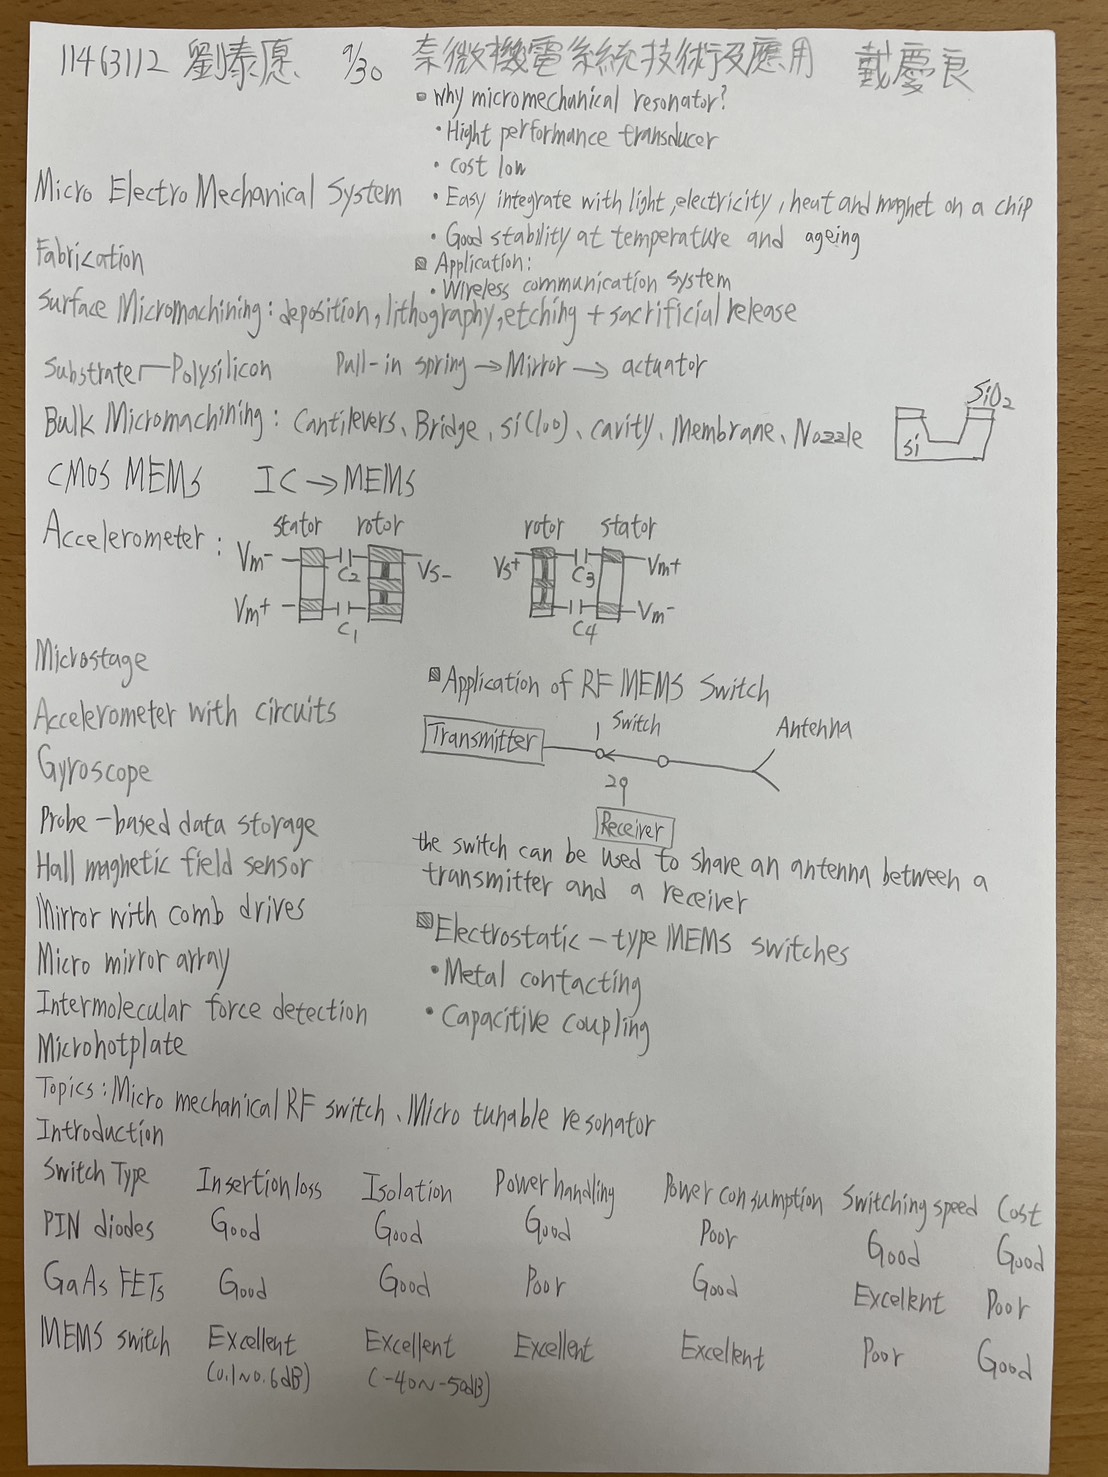 11463112 劉泰愿 9/30 奈微機電系統技術及應用 戴慶良
▪ Why micromechanical resonator?
• Hight performance transducer
• cost low
Micro Electro Mechanical System
• Easy integrate with light, electricity, heat and magnet on a chip
• Good stability at temperature and ageing
Fabrication
▪ Application:
• Wireless communication system
Surface Micromachining: deposition, lithography, etching + sacrificial release
Substrate—Polysilicon Pull-in spring → Mirror → actuator
Bulk Micromachining: Cantilevers、Bridge、si(100)、cavity、Membrane、Nozzle
SiO2
Si
CMOS MEMS IC → MEMS
Accelerometer:
stator rotor rotor stator
Vm- C2 Vs- Vs+ C3 Vm+
Vm+ C1 C4 Vm-
Microstage
▪ Application of RF MEMS Switch
Accelerometer with circuits
1 Switch Antenna
Transmitter
Gyroscope
2
Probe-based data storage
Receiver
Hall magnetic field sensor
the switch can be used to share an antenna between a
transmitter and a receiver
Mirror with comb drives
▪ Electrostatic-type MEMS switches
Micro mirror array
• Metal contacting
Intermolecular force detection
• Capacitive coupling
Microhotplate
Topics: Micro mechanical RF switch、Micro tunable resonator
Introduction
Switch Type Insertion loss Isolation Power handling Power consumption Switching speed Cost
PIN diodes Good Good Good Poor Good Good
GaAs FETs Good Good Poor Good Excellent Poor
MEMS switch Excellent Excellent Excellent Excellent Poor Good
(0.1~0.6dB) (-40~-50dB)